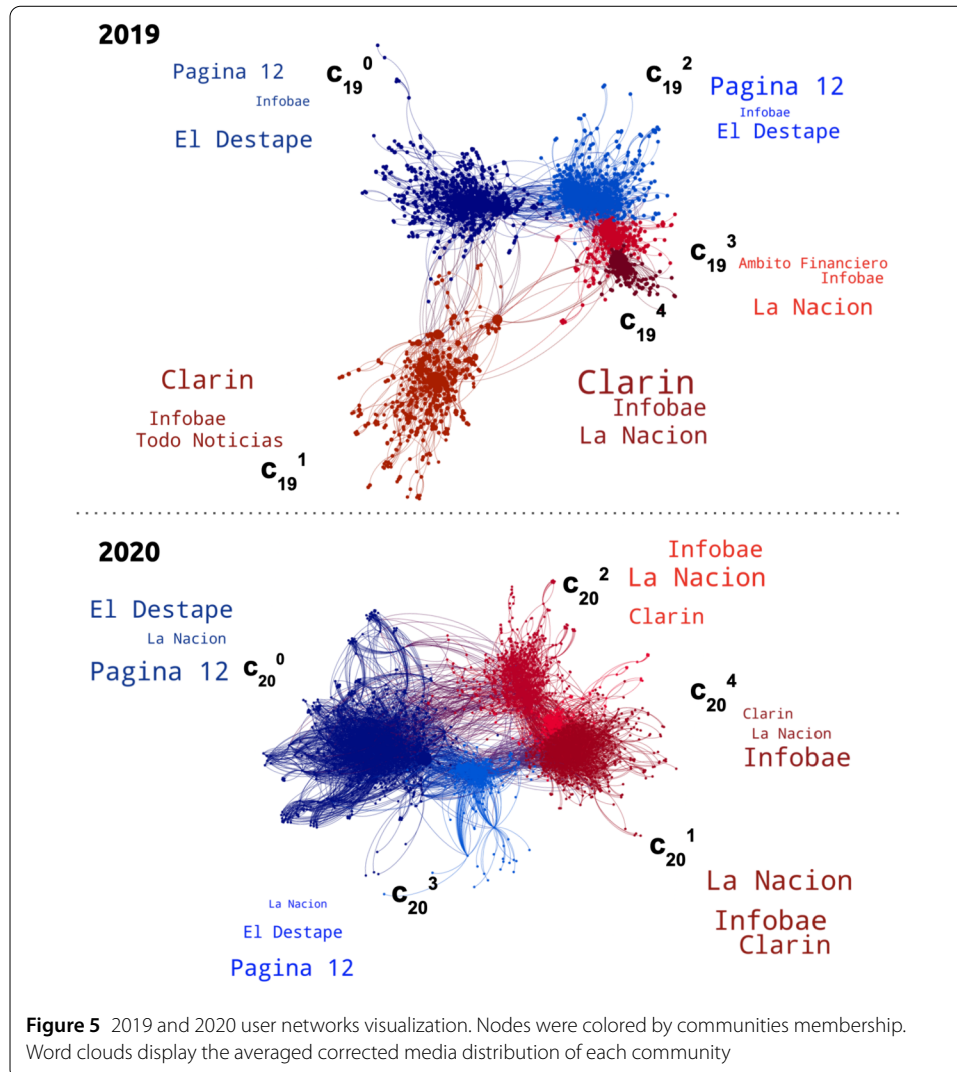 2019
Pagina 12
Infobae
El Destape
C19^0
C19^2
Pagina 12
Infobae
El Destape
C19^3
Ambito Financiero
Infobae
La Nacion
C19^4
Clarin
Infobae
La Nacion
Clarin
Infobae
Todo Noticias
C19^1
2020
El Destape
La Nacion
Pagina 12
C20^0
C20^2
Infobae
La Nacion
Clarin
C20^4
Clarin
La Nacion
Infobae
C20^1
La Nacion
Infobae
Clarin
C20^3
La Nacion
El Destape
Pagina 12
Figure 5 2019 and 2020 user networks visualization. Nodes were colored by communities membership.
Word clouds display the averaged corrected media distribution of each community